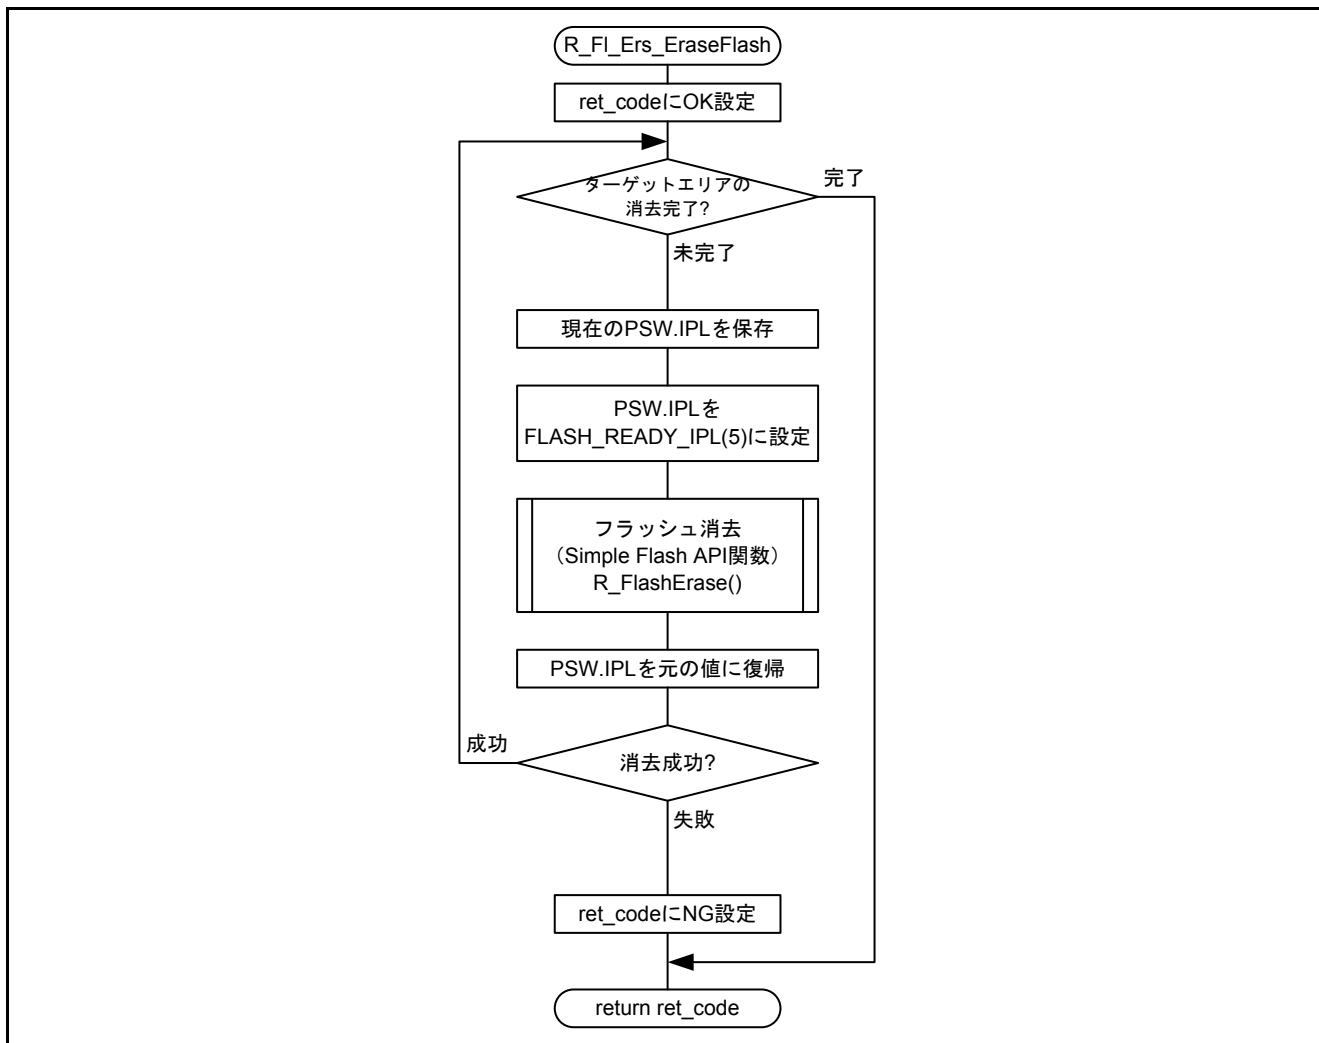 R_Fl_Ers_EraseFlash
ret_codeにOK設定
ターゲットエリアの
消去完了?
完了
未完了
現在のPSW.IPLを保存
PSW.IPLを
FLASH_READY_IPL(5)に設定
フラッシュ消去
（Simple Flash API関数）
R_FlashErase()
PSW.IPLを元の値に復帰
成功
消去成功?
失敗
ret_codeにNG設定
return ret_code